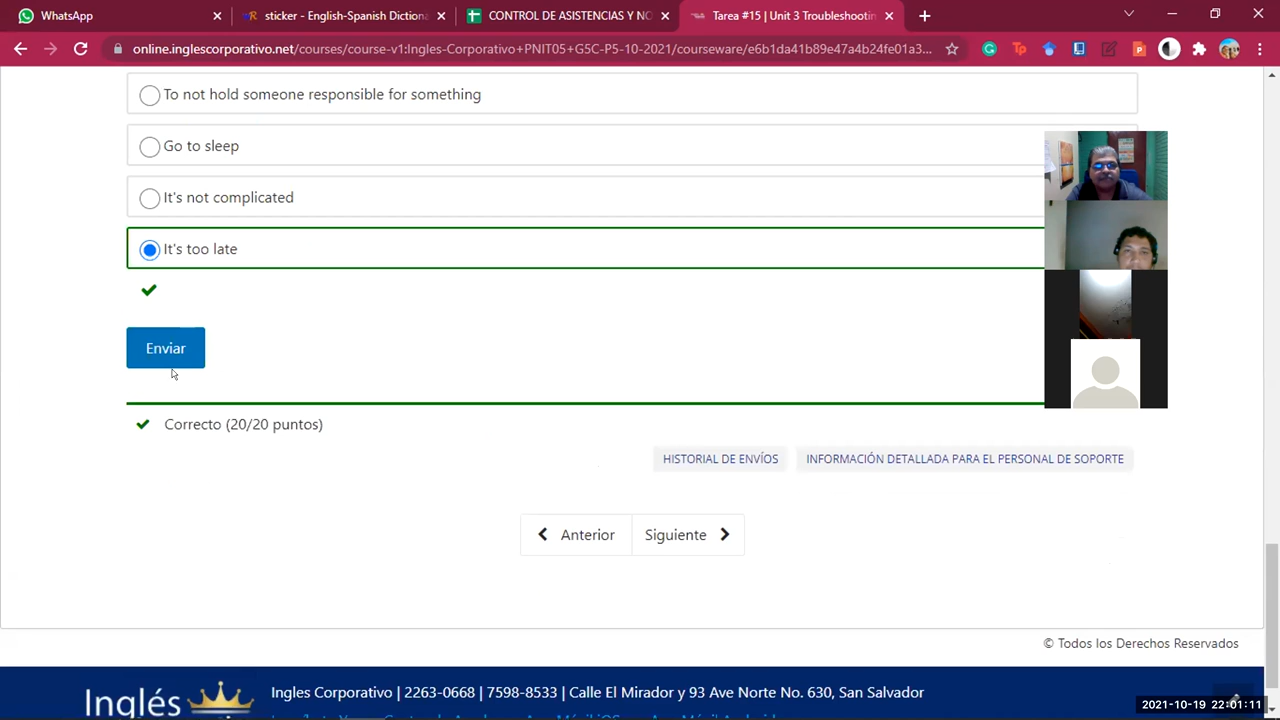 WhatsApp
sticker - English-Spanish Dictiona
CONTROL DE ASISTENCIAS Y NO
Tarea #15 | Unit 3 Troubleshootin
online.inglescorporativo.net/courses/course-v1:Ingles-Corporativo+PNIT05+G5C-P5-10-2021/courseware/e6b1da41b89e47a4b24fe01a3...
To not hold someone responsible for something
Go to sleep
It's not complicated
It's too late
Enviar
Correcto (20/20 puntos)
HISTORIAL DE ENVÍOS
INFORMACIÓN DETALLADA PARA EL PERSONAL DE SOPORTE
Anterior
Siguiente
© Todos los Derechos Reservados
Inglés
Ingles Corporativo | 2263-0668 | 7598-8533 | Calle El Mirador y 93 Ave Norte No. 630, San Salvador
2021-10-19 22:01:11